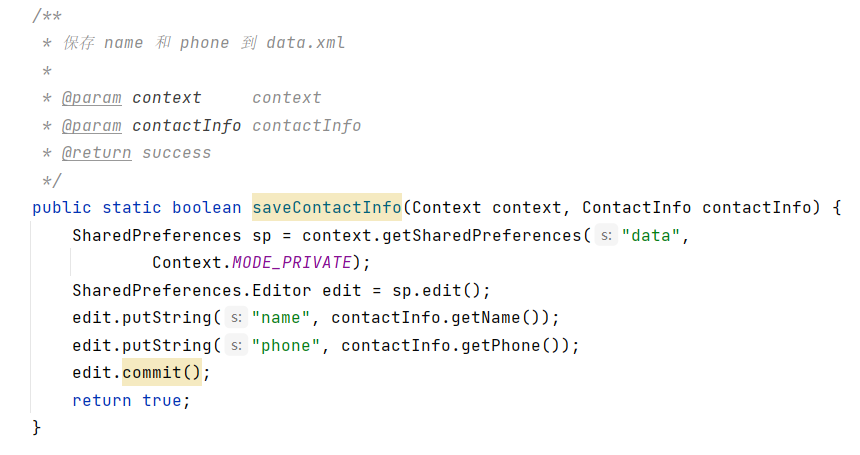 /**
 * 保存 name 和 phone 到 data.xml
 *
 * @param context     context
 * @param contactInfo contactInfo
 * @return success
 */
public static boolean saveContactInfo(Context context, ContactInfo contactInfo) {
    SharedPreferences sp = context.getSharedPreferences( s: "data",
            Context.MODE_PRIVATE);
    SharedPreferences.Editor edit = sp.edit();
    edit.putString( s: "name", contactInfo.getName());
    edit.putString( s: "phone", contactInfo.getPhone());
    edit.commit();
    return true;
}